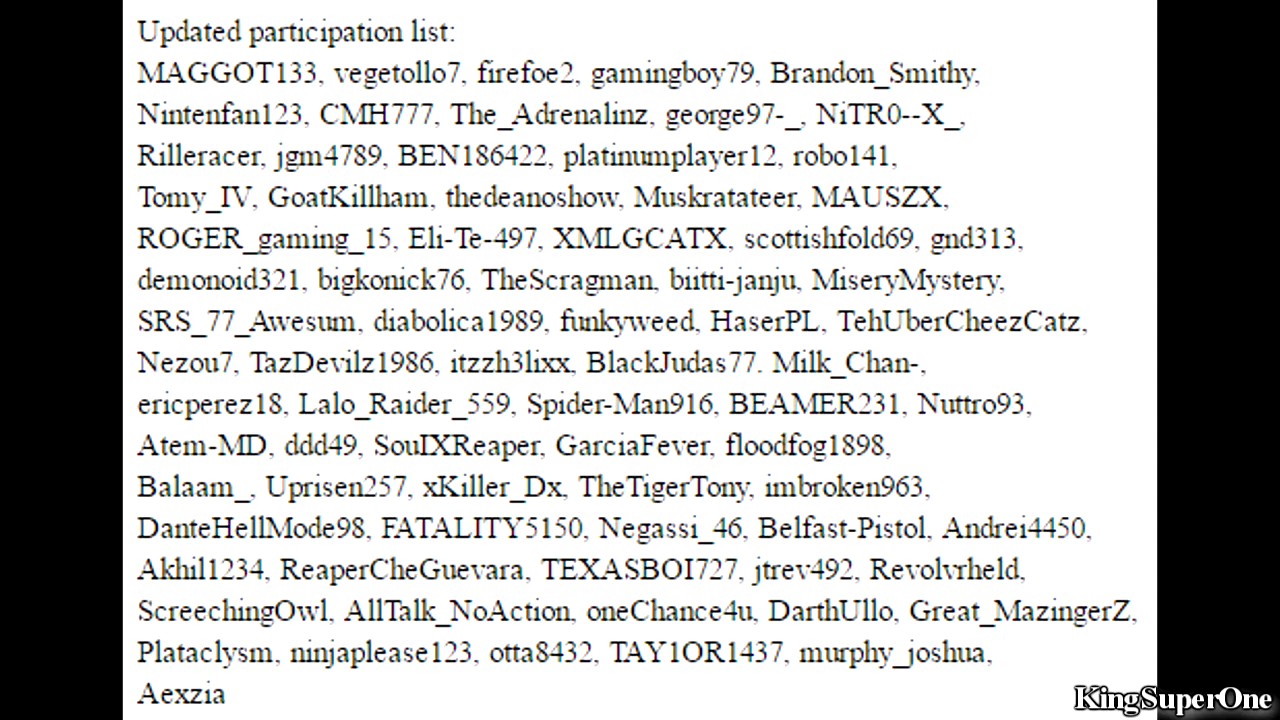 Updated participation list:
MAGGOT133, vegetollo7, firefoe2, gamingboy79, Brandon_Smithy,
Nintenfan123, CMH777, The_Adrenalinz, george97-_, NiTR0--X_,
Rilleracer, jgm4789, BEN186422, platinumplayer12, robo141,
Tomy_IV, GoatKillham, thedeanoshow, Muskratateer, MAUSZX,
ROGER_gaming_15, Eli-Te-497, XMLGCATX, scottishfold69, gnd313,
demonoid321, bigkonick76, TheScragman, biitti-janju, MiseryMystery,
SRS_77_Awesum, diabolica1989, funkyweed, HaserPL, TehUberCheezCatz,
Nezou7, TazDevilz1986, itzzh3lixx, BlackJudas77. Milk_Chan-,
ericperez18, Lalo_Raider_559, Spider-Man916, BEAMER231, Nuttro93,
Atem-MD, ddd49, SouIXReaper, GarciaFever, floodfog1898,
Balaam_, Uprisen257, xKiller_Dx, TheTigerTony, imbroken963,
DanteHellMode98, FATALITY5150, Negassi_46, Belfast-Pistol, Andrei4450,
Akhil1234, ReaperCheGuevara, TEXASBOI727, jtrev492, Revolvrheld,
ScreechingOwl, AllTalk_NoAction, oneChance4u, DarthUllo, Great_MazingerZ,
Plataclysm, ninjaplease123, otta8432, TAY1OR1437, murphy_joshua,
Aexzia
KingSuperOne